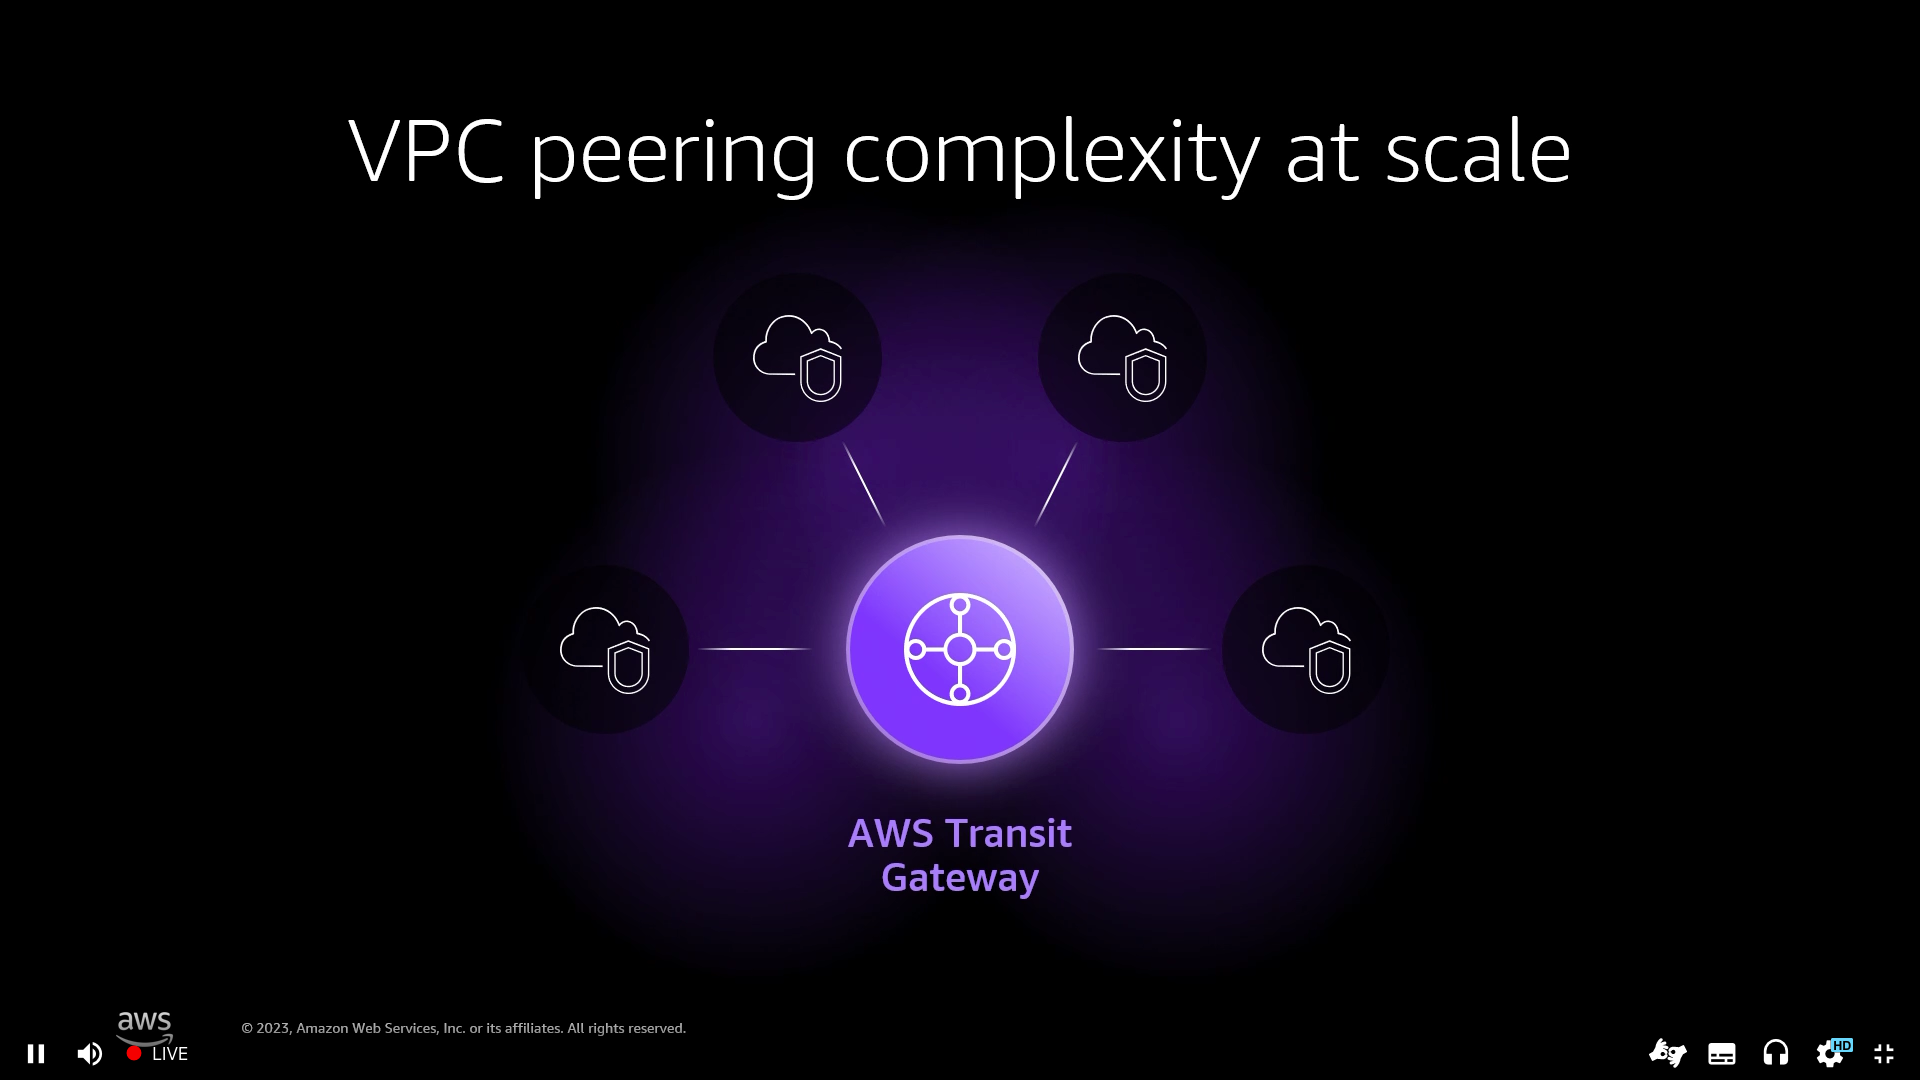 VPC peering complexity at scale
AWS Transit
Gateway
aws
© 2023, Amazon Web Services, Inc. or its affiliates. All rights reserved.
LIVE
HD